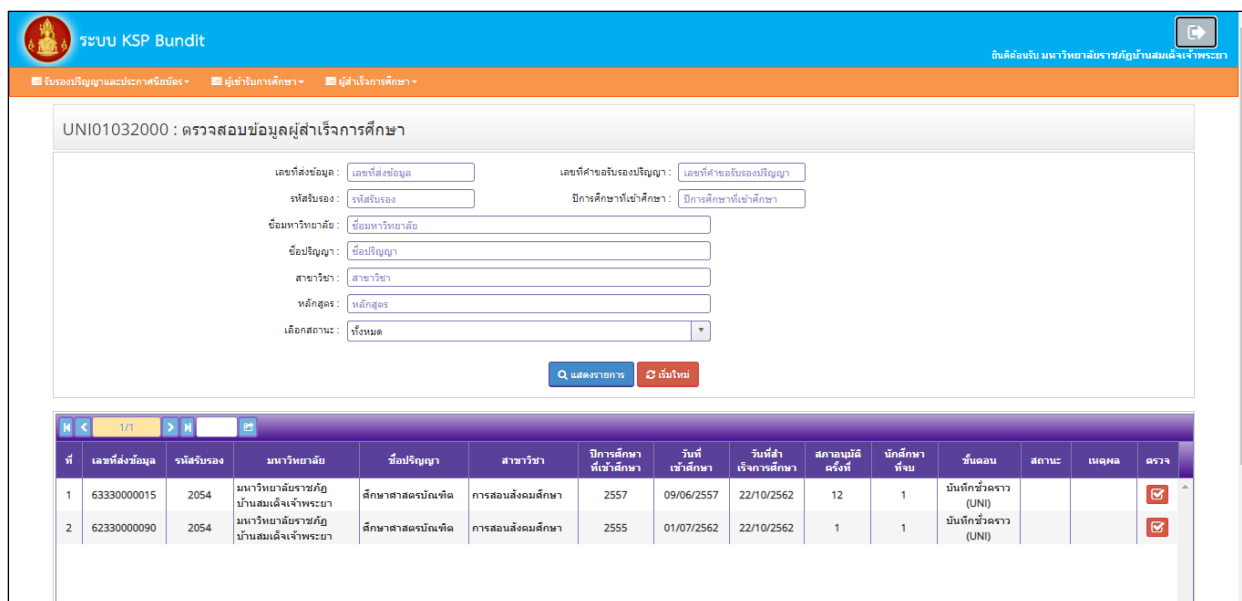 ระบบ KSP Bundit
ยินดีต้อนรับ มหาวิทยาลัยราชภัฏบ้านสมเด็จเจ้าพระยา
รับรองปริญญาและประกาศนียบัตร ผู้เข้ารับการศึกษา ผู้สำเร็จการศึกษา
UNI01032000 : ตรวจสอบข้อมูลผู้สำเร็จการศึกษา
เลขที่ส่งข้อมูล : เลขที่ส่งข้อมูล เลขที่คำขอรับรองปริญญา : เลขที่คำขอรับรองปริญญา
รหัสรับรอง : รหัสรับรอง ปีการศึกษาที่เข้าศึกษา : ปีการศึกษาที่เข้าศึกษา
ชื่อมหาวิทยาลัย : ชื่อมหาวิทยาลัย
ชื่อปริญญา : ชื่อปริญญา
สาขาวิชา : สาขาวิชา
หลักสูตร : หลักสูตร
เลือกสถานะ : ทั้งหมด
แสดงรายการ เริ่มใหม่
1/1
ที่ เลขที่ส่งข้อมูล รหัสรับรอง มหาวิทยาลัย ชื่อปริญญา สาขาวิชา ปีการศึกษา ที่เข้าศึกษา วันที่ เข้าศึกษา วันที่สำ เร็จการศึกษา สภาอนุมัติ ครั้งที่ นักศึกษา ที่จบ ขั้นตอน สถานะ เหตุผล ตรวจ
1 63330000015 2054 มหาวิทยาลัยราชภัฏ บ้านสมเด็จเจ้าพระยา ศึกษาศาสตรบัณฑิต การสอนสังคมศึกษา 2557 09/06/2557 22/10/2562 12 1 บันทึกชั่วคราว (UNI)
2 62330000090 2054 มหาวิทยาลัยราชภัฏ บ้านสมเด็จเจ้าพระยา ศึกษาศาสตรบัณฑิต การสอนสังคมศึกษา 2555 01/07/2562 22/10/2562 1 1 บันทึกชั่วคราว (UNI)